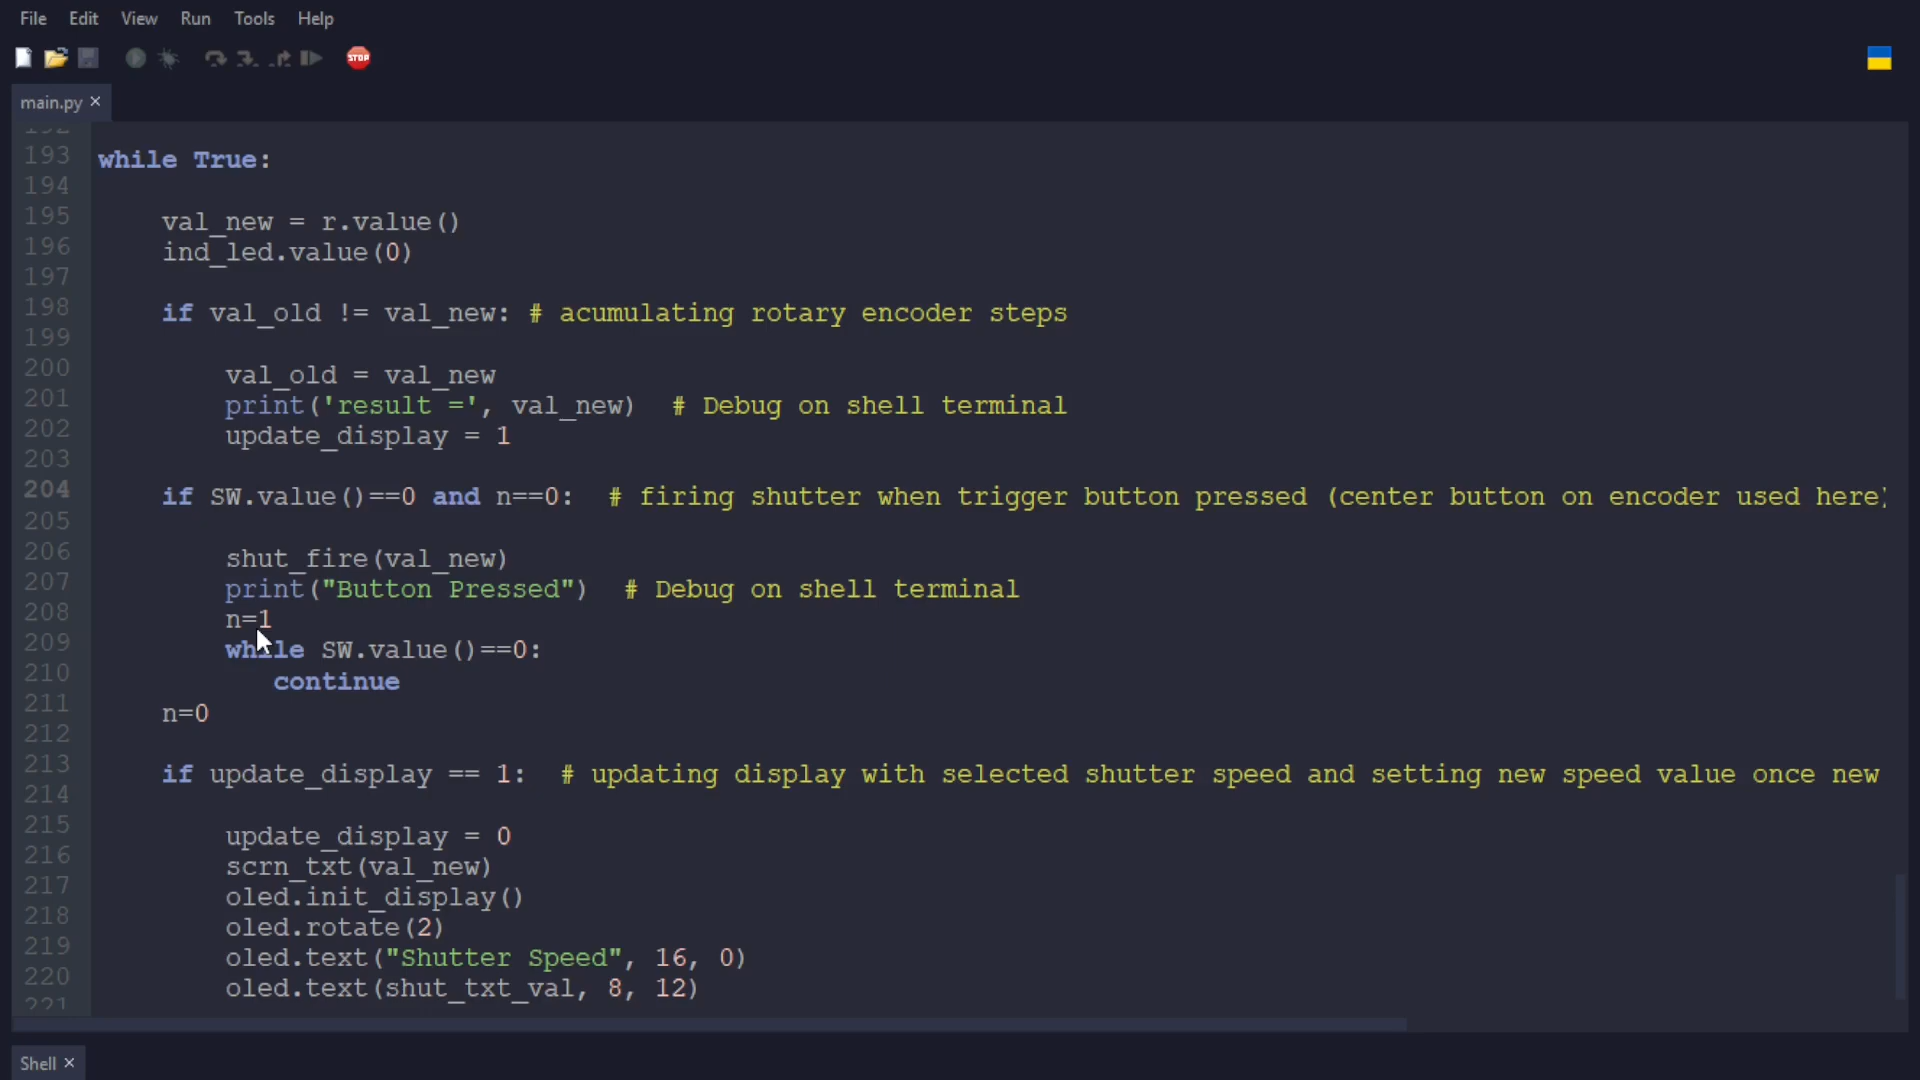 File Edit View Run Tools Help
STOP
main.py ×
192
193 while True:
194
195 val_new = r.value()
196 ind_led.value(0)
197
198 if val_old != val_new: # acumulating rotary encoder steps
199
200 val_old = val_new
201 print('result =', val_new) # Debug on shell terminal
202 update_display = 1
203
204 if SW.value()==0 and n==0: # firing shutter when trigger button pressed (center button on encoder used here)
205
206 shut_fire(val_new)
207 print("Button Pressed") # Debug on shell terminal
208 n=1
209 while SW.value()==0:
210 continue
211 n=0
212
213 if update_display == 1: # updating display with selected shutter speed and setting new speed value once new
214
215 update_display = 0
216 scrn_txt(val_new)
217 oled.init_display()
218 oled.rotate(2)
219 oled.text("Shutter Speed", 16, 0)
220 oled.text(shut_txt_val, 8, 12)
221
Shell ×